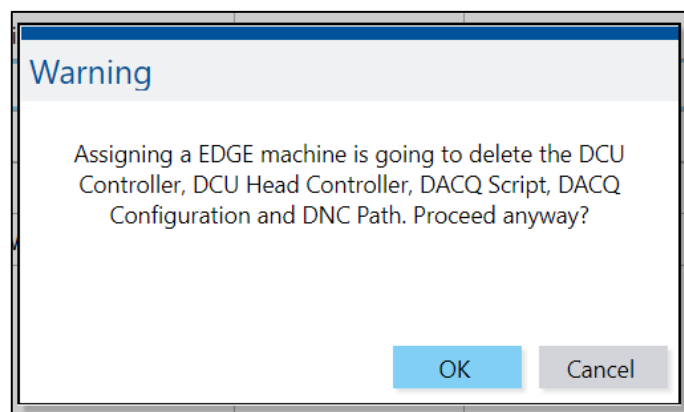 Warning
Assigning a EDGE machine is going to delete the DCU
Controller, DCU Head Controller, DACQ Script, DACQ
Configuration and DNC Path. Proceed anyway?
OK
Cancel